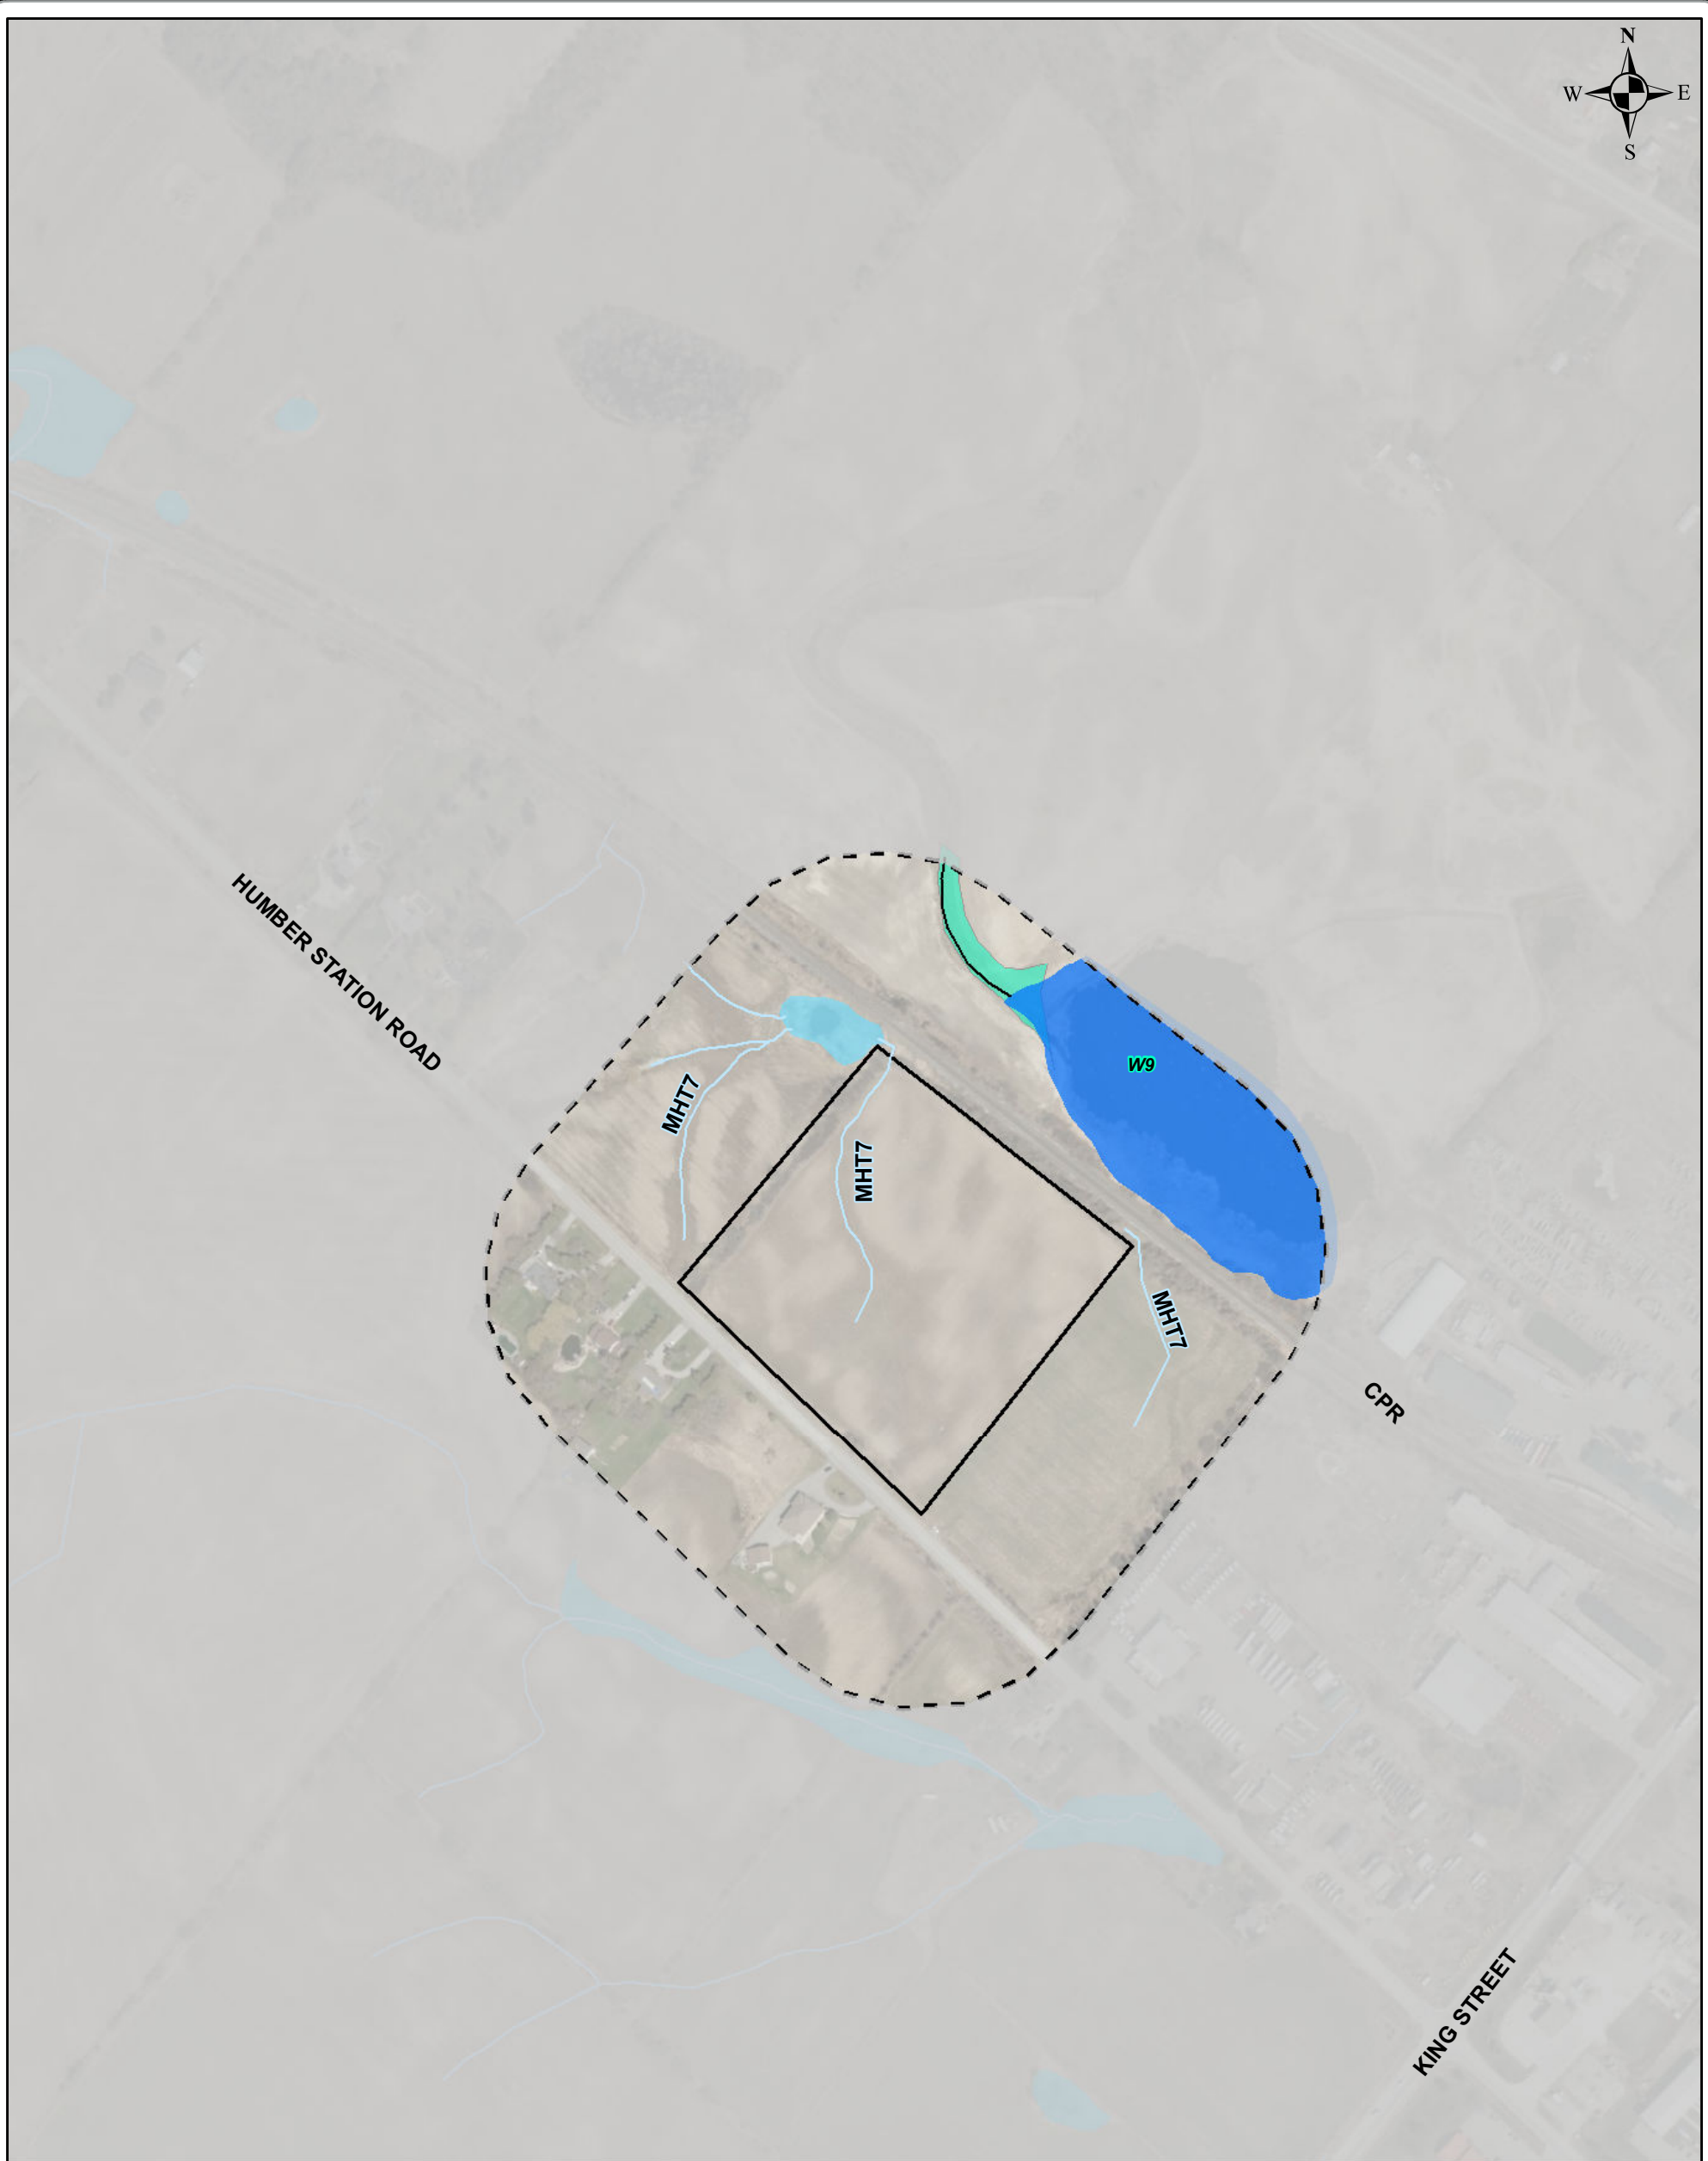 N
W E
S
HUMBER STATION ROAD
W9
MHT7
MHT7
MHT7
CPR
KING STREET